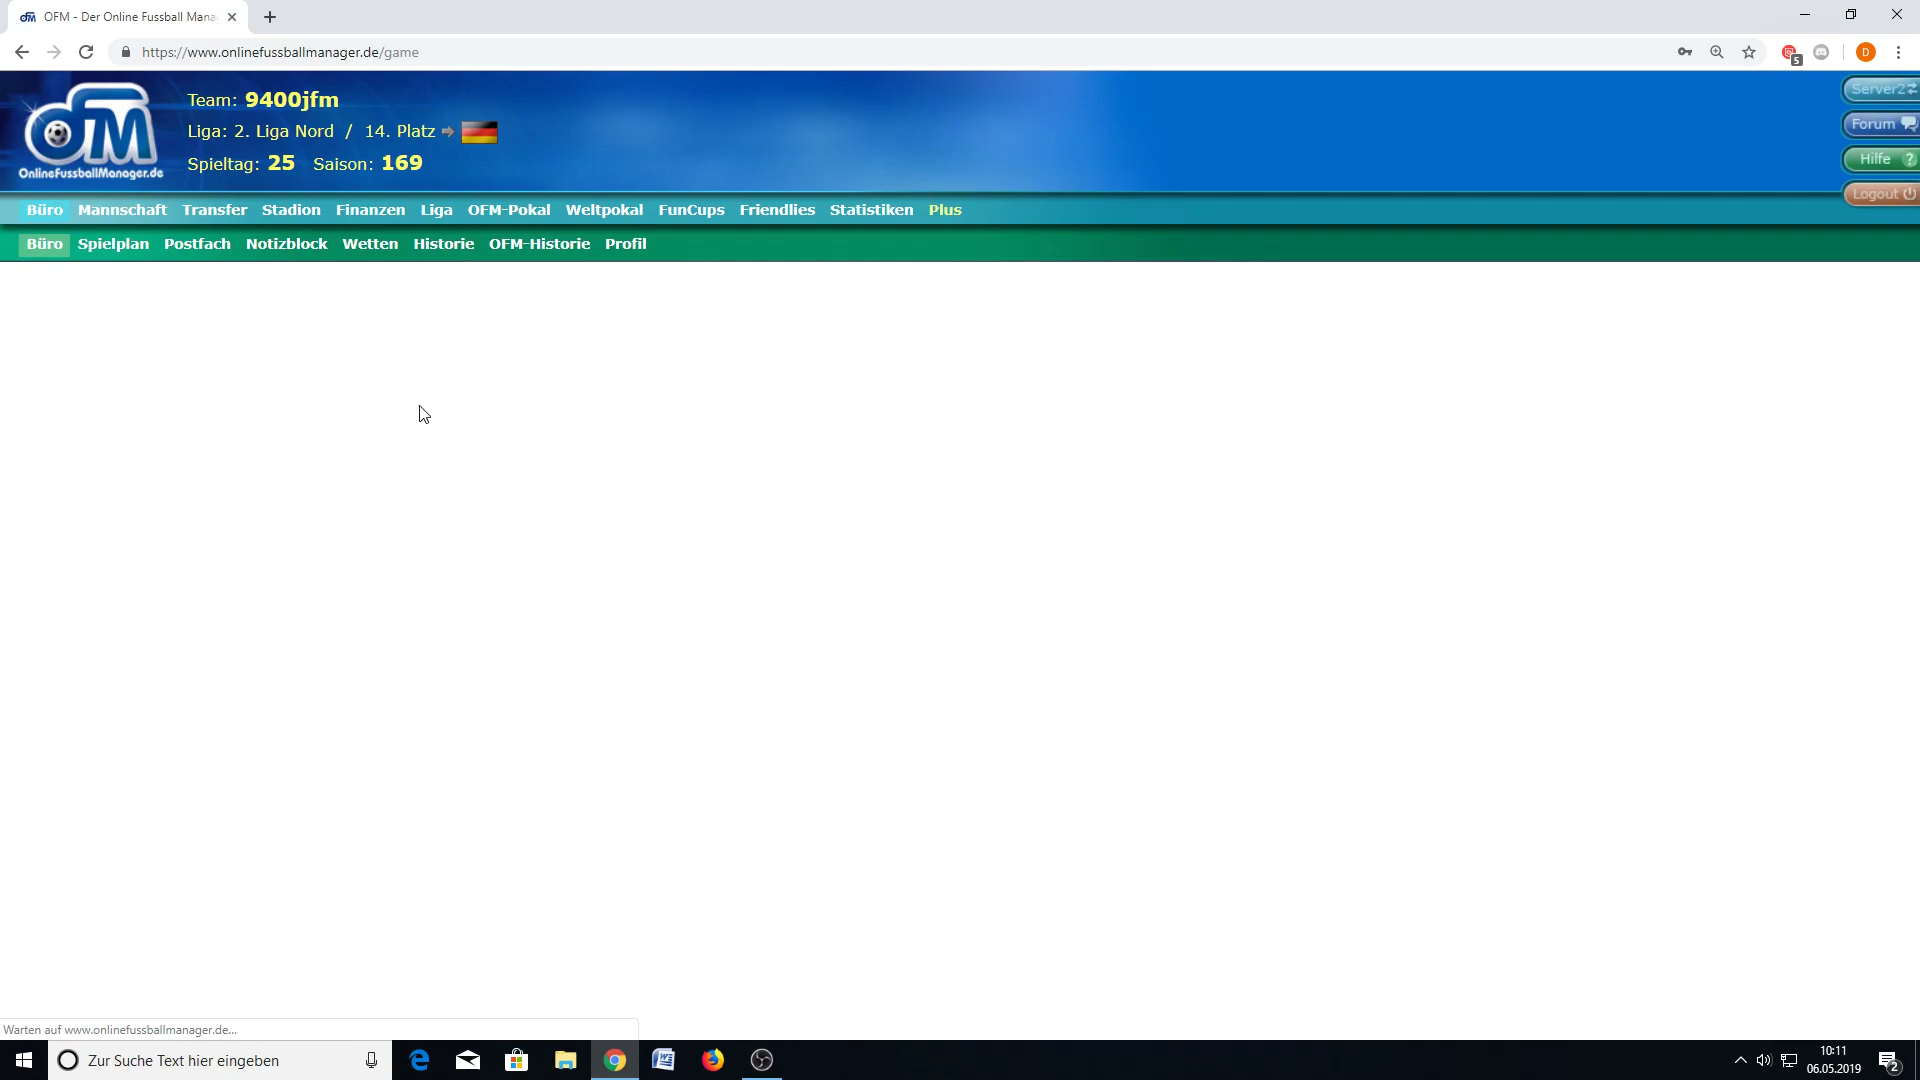 OFM - Der Online Fussball Mana
https://www.onlinefussballmanager.de/game
5
D
OFM
OnlineFussballManager.de
Team: 9400jfm
Liga: 2. Liga Nord / 14. Platz
Spieltag: 25 Saison: 169
Server2
Forum
Hilfe ?
Logout
Büro Mannschaft Transfer Stadion Finanzen Liga OFM-Pokal Weltpokal FunCups Friendlies Statistiken Plus
Büro Spielplan Postfach Notizblock Wetten Historie OFM-Historie Profil
Warten auf www.onlinefussballmanager.de...
Zur Suche Text hier eingeben
10:11
06.05.2019
2